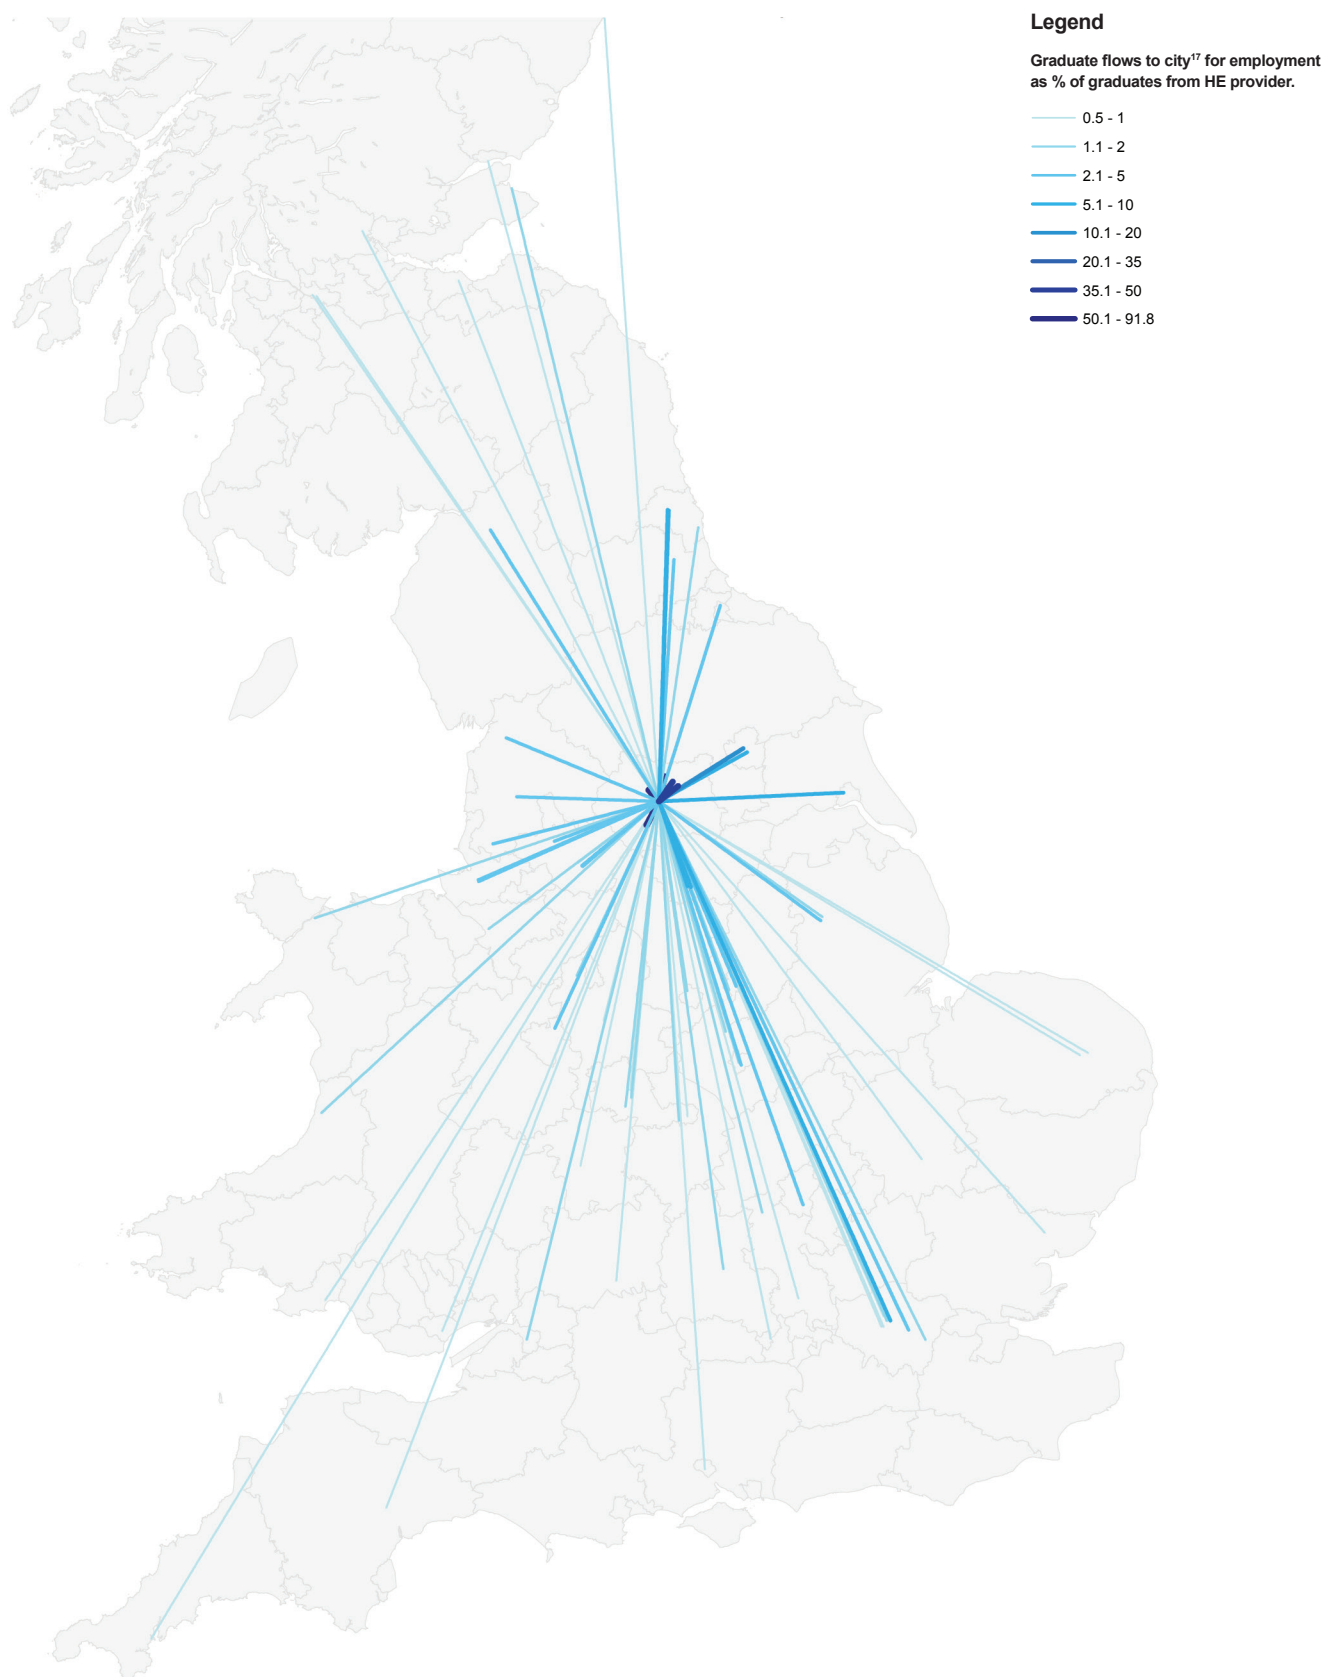 Legend
Graduate flows to city17 for employment
as % of graduates from HE provider.
0.5 - 1
1.1 - 2
2.1 - 5
5.1 - 10
10.1 - 20
20.1 - 35
35.1 - 50
50.1 - 91.8